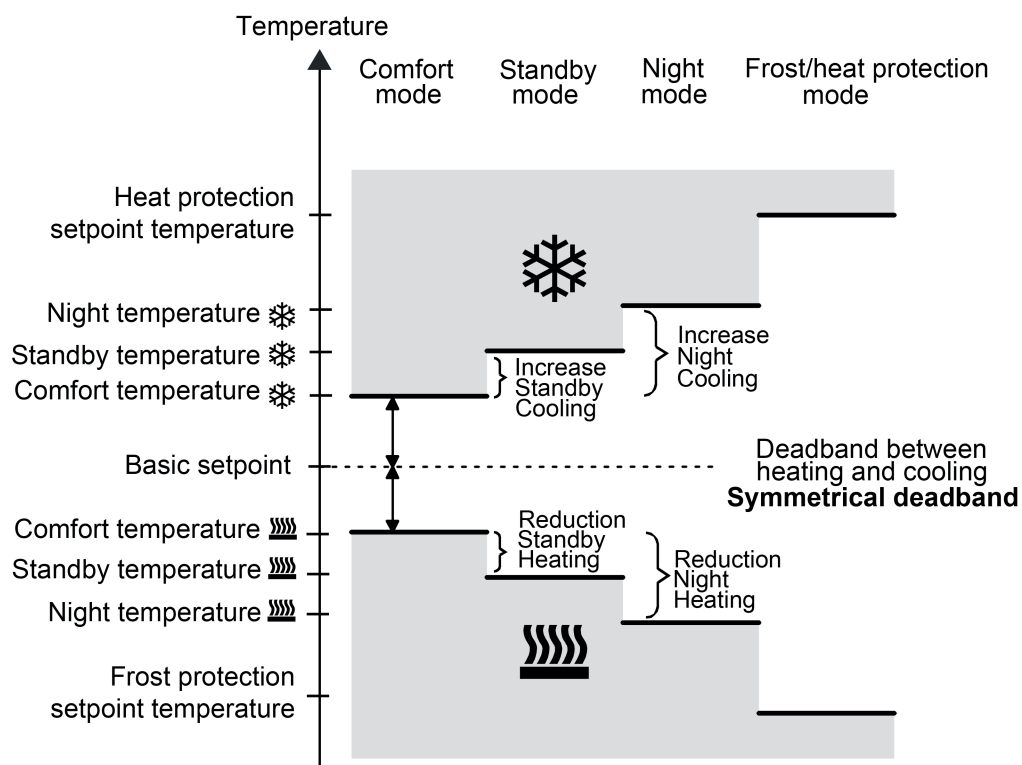 Temperature
Comfort
mode
Standby
mode
Night
mode
Frost/heat protection
mode
Heat protection
setpoint temperature
Night temperature
Standby temperature
Comfort temperature
Increase
Standby
Cooling
Increase
Night
Cooling
Basic setpoint
Deadband between
heating and cooling
Symmetrical deadband
Comfort temperature
Standby temperature
Night temperature
Reduction
Standby
Heating
Reduction
Night
Heating
Frost protection
setpoint temperature